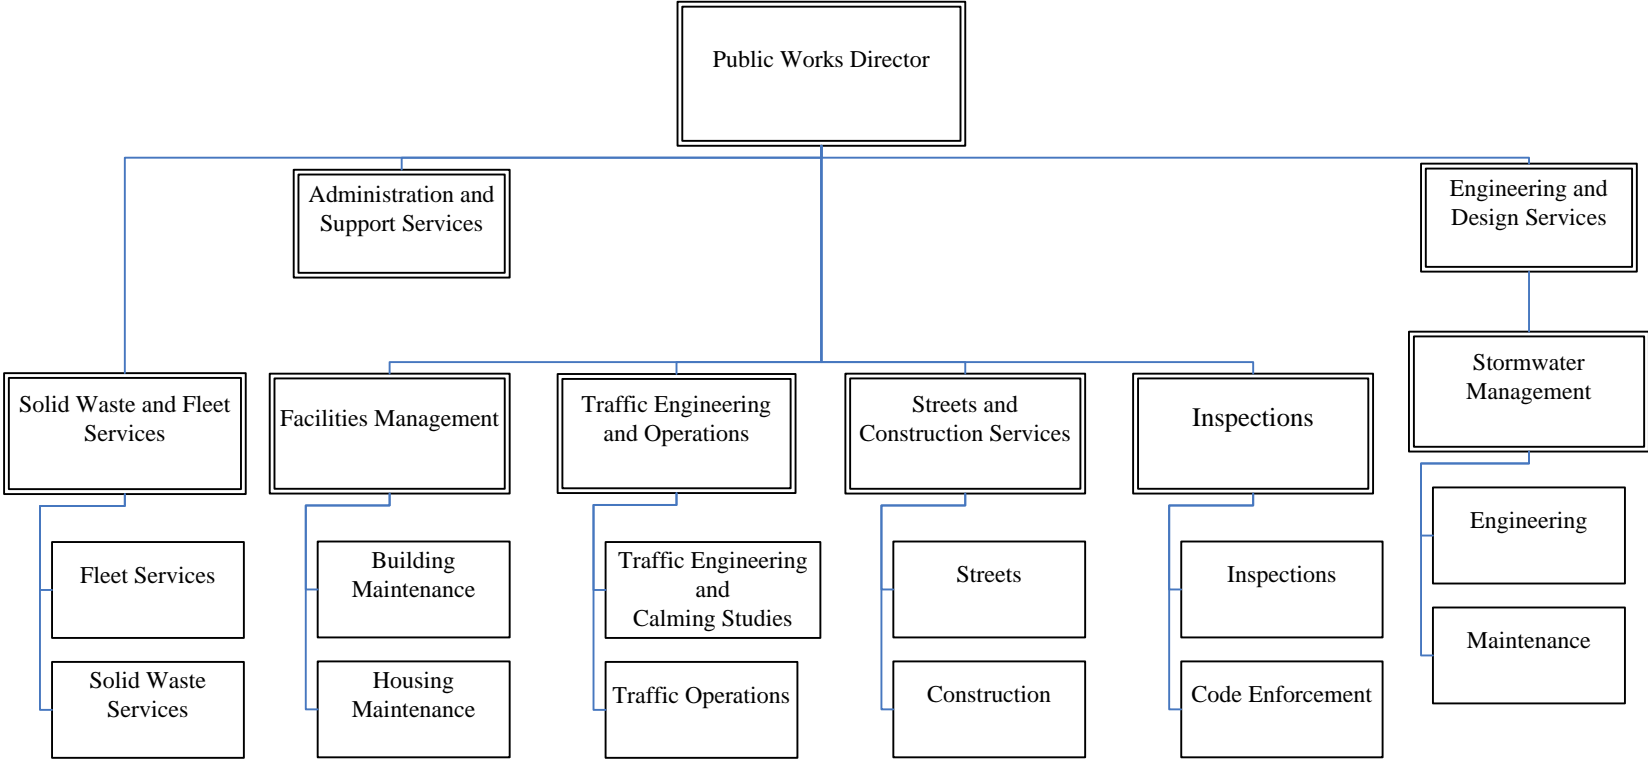 Public Works Director
Administration and
Support Services
Engineering and
Design Services
Solid Waste and Fleet
Services
Facilities Management
Traffic Engineering
and Operations
Streets and
Construction Services
Inspections
Stormwater
Management
Fleet Services
Solid Waste
Services
Building
Maintenance
Housing
Maintenance
Traffic Engineering
and
Calming Studies
Traffic Operations
Streets
Construction
Inspections
Code Enforcement
Engineering
Maintenance